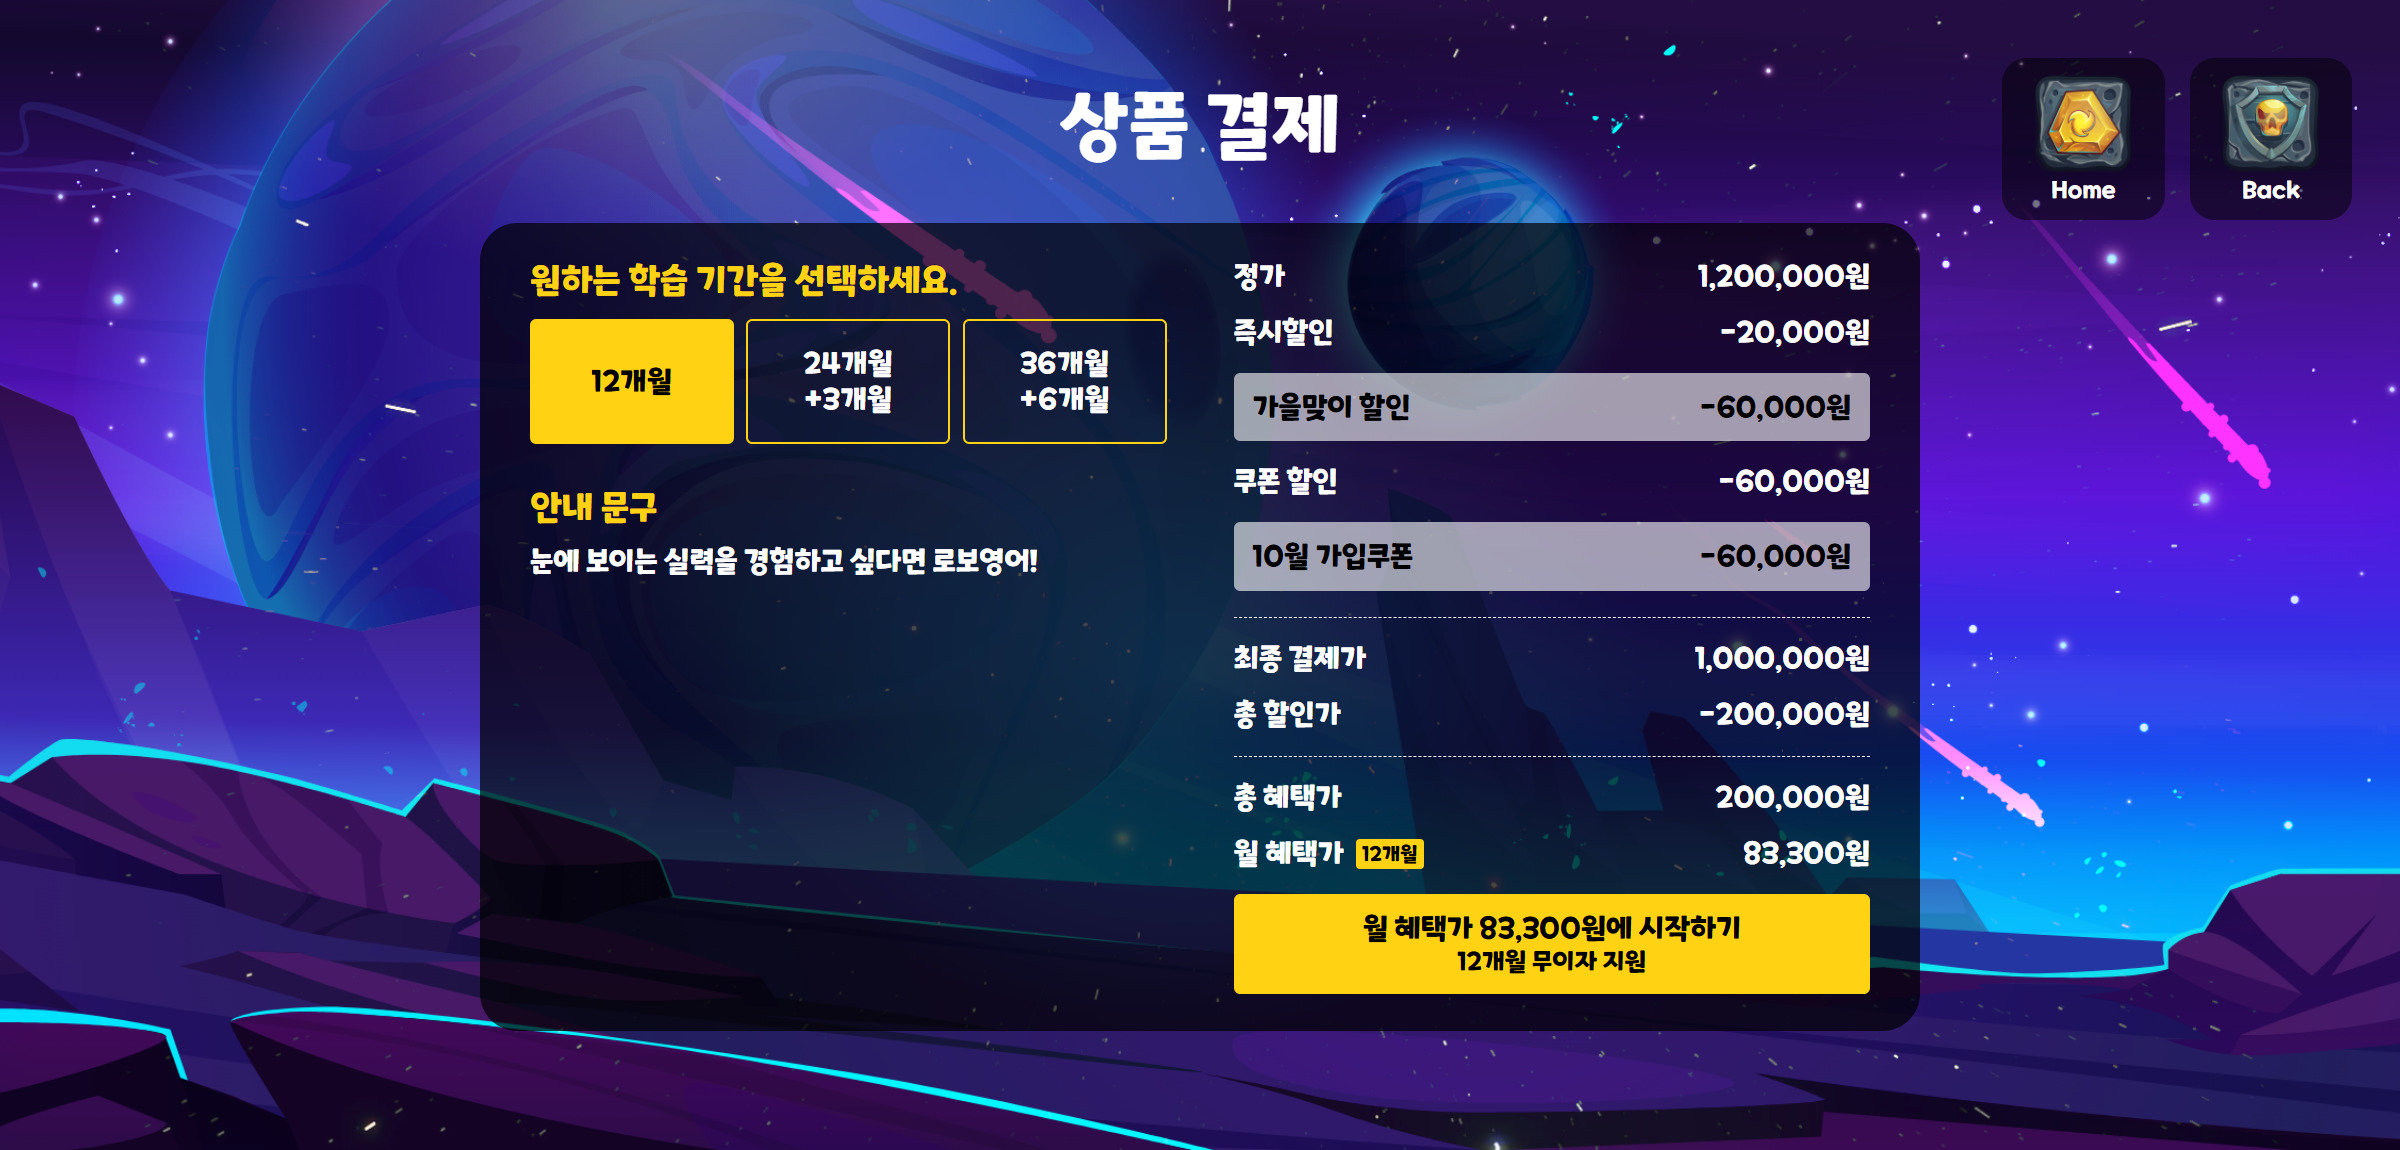 상품 결제
Home
Back
원하는 학습 기간을 선택하세요.
12개월
24개월
+3개월
36개월
+6개월
안내 문구
눈에 보이는 실력을 경험하고 싶다면 로보영어!
정가 1,200,000원
즉시할인 -20,000원
가을맞이 할인 -60,000원
쿠폰 할인 -60,000원
10월 가입쿠폰 -60,000원
최종 결제가 1,000,000원
총 할인가 -200,000원
총 혜택가 200,000원
월 혜택가 12개월 83,300원
월 혜택가 83,300원에 시작하기
12개월 무이자 지원